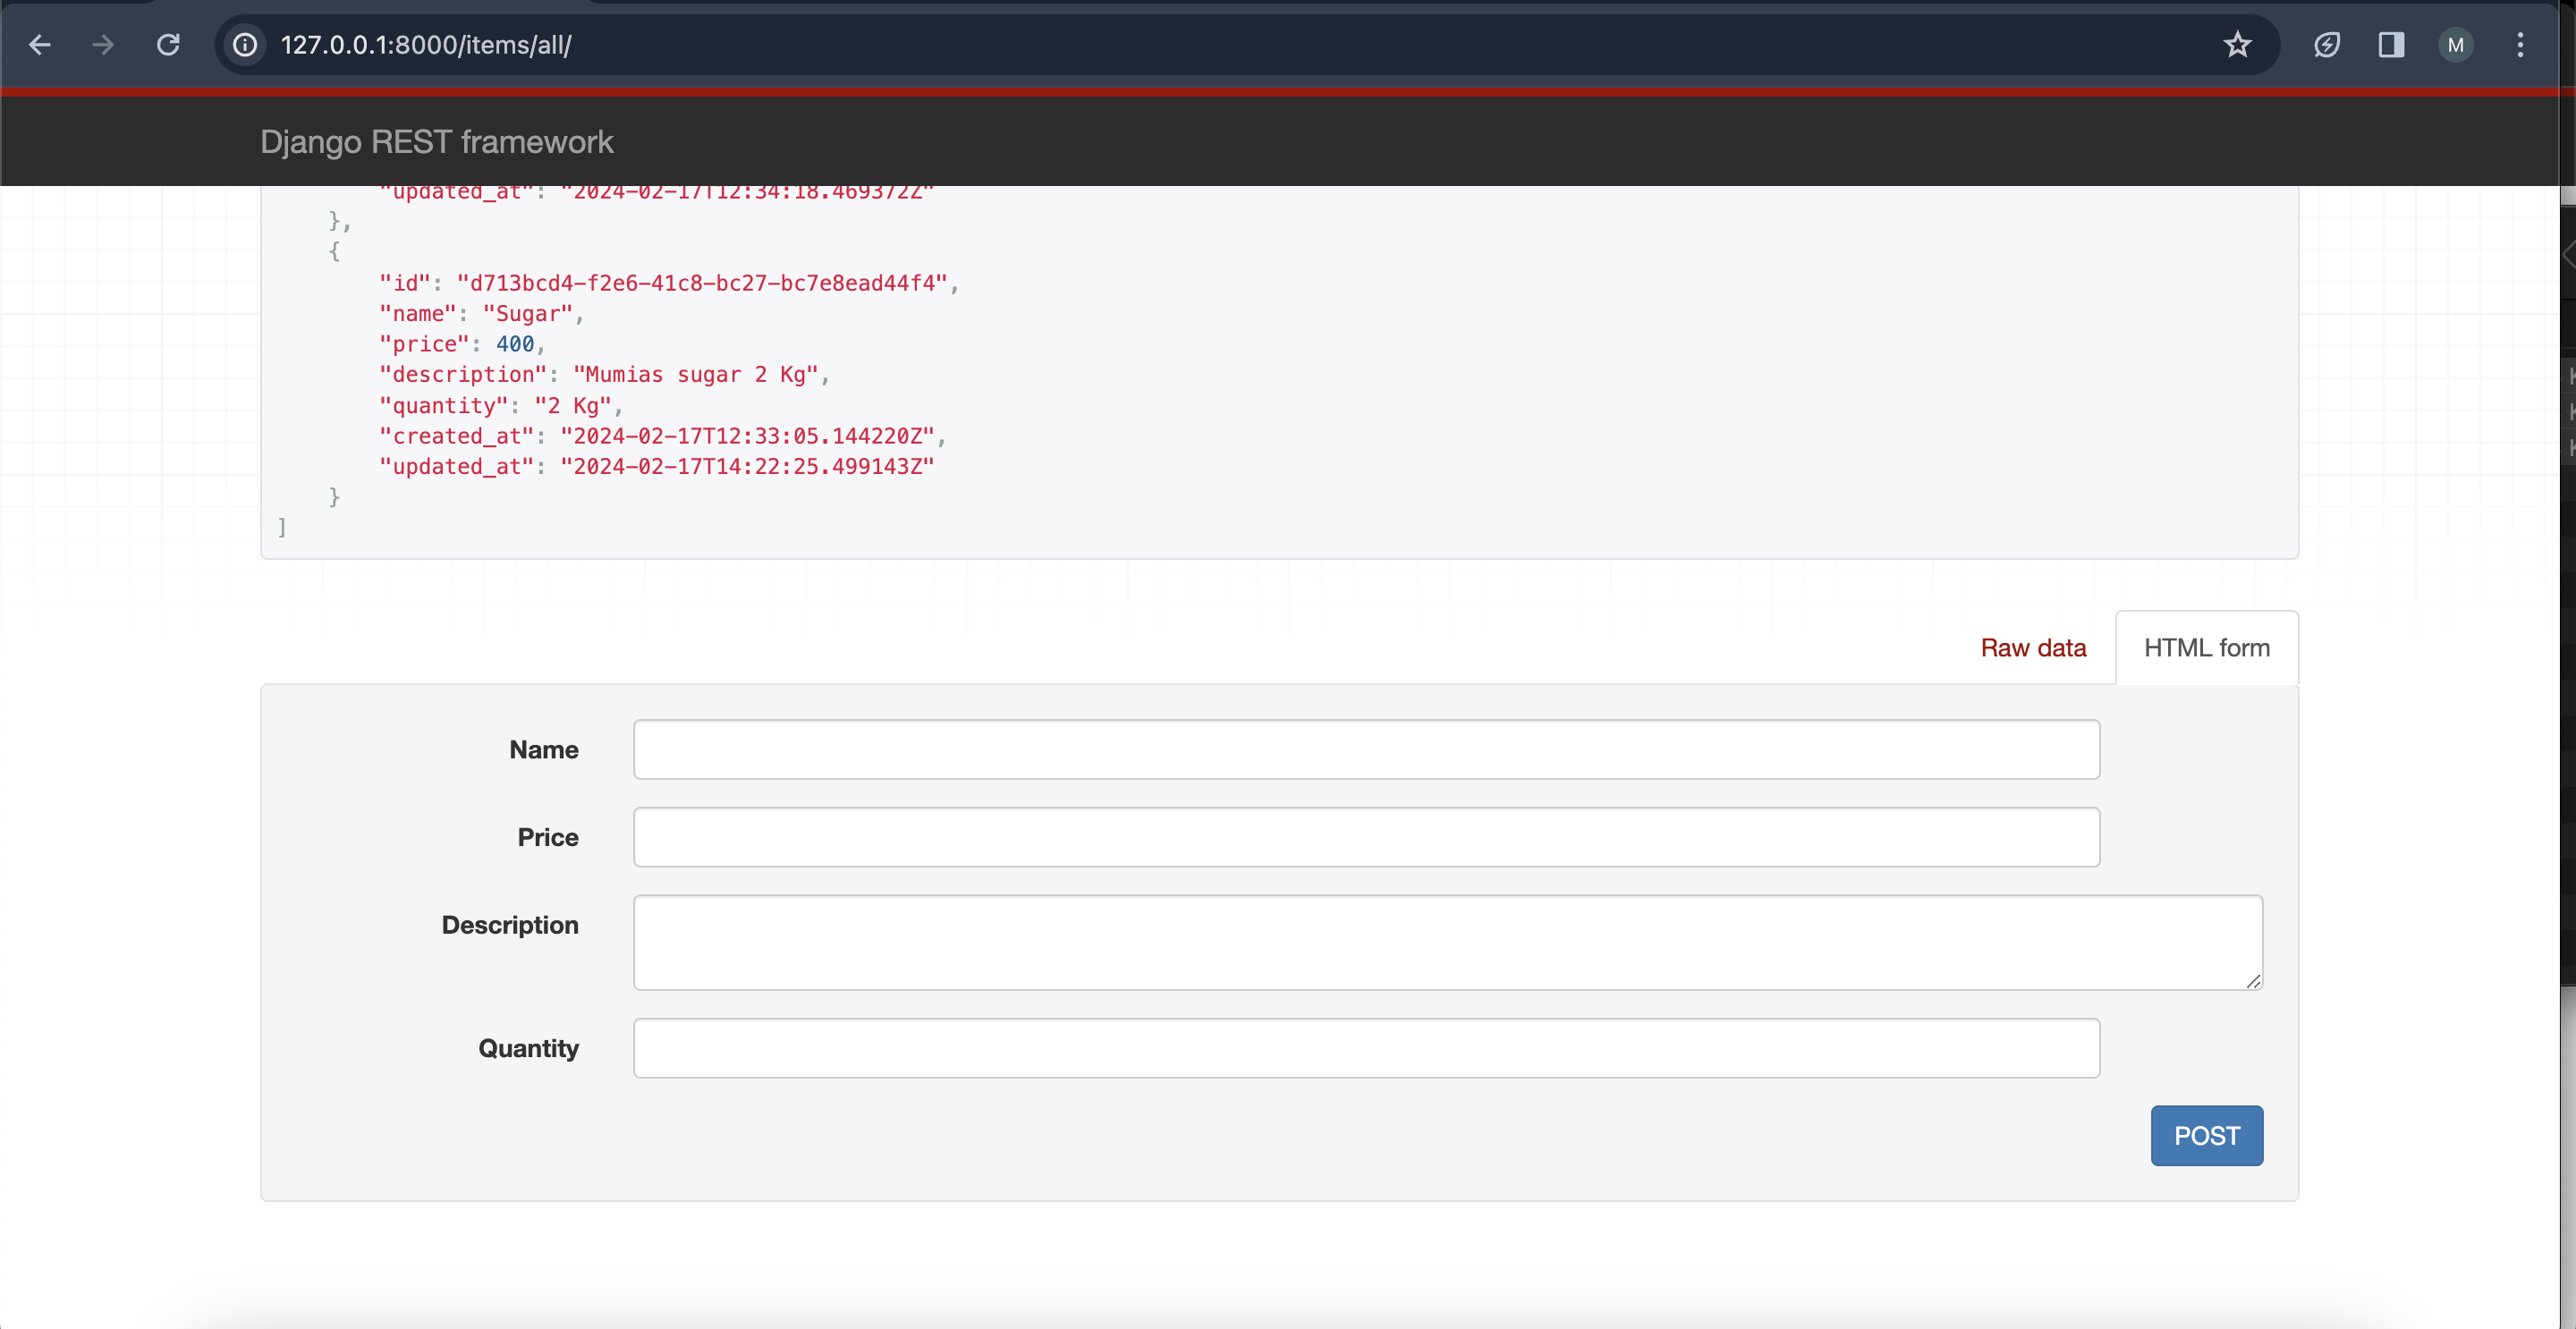 127.0.0.1:8000/items/all/
M
Django REST framework
"updated_at": "2024-02-17T12:34:18.469372Z"
},
{
"id": "d713bcd4-f2e6-41c8-bc27-bc7e8ead44f4",
"name": "Sugar",
"price": 400,
"description": "Mumias sugar 2 Kg",
"quantity": "2 Kg",
"created_at": "2024-02-17T12:33:05.144220Z",
"updated_at": "2024-02-17T14:22:25.499143Z"
}
]
Raw data
HTML form
Name
Price
Description
Quantity
POST